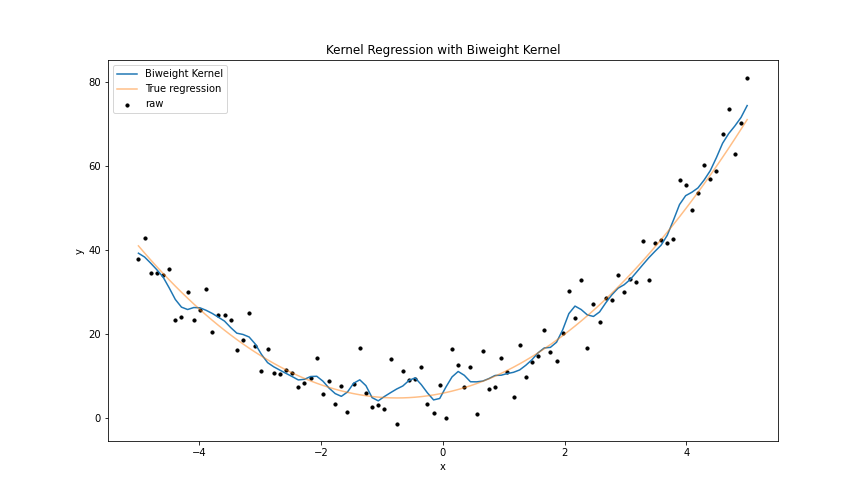 Kernel Regression with Biweight Kernel
Biweight Kernel
True regression
raw
80
60
40
20
0
y
−4 −2 0 2 4
x